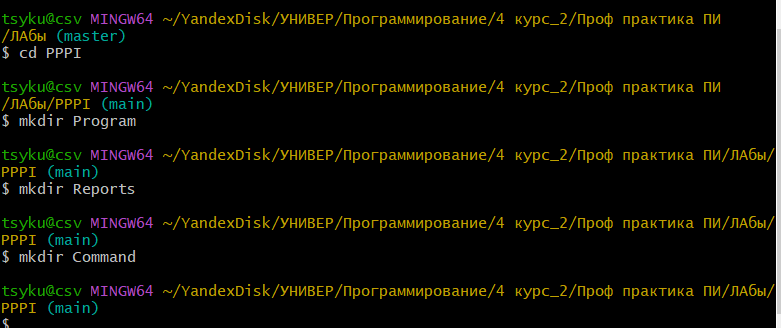 tsyku@csv MINGW64 ~/YandexDisk/УНИВЕР/Программирование/4 курс_2/Проф практика ПИ
/ЛАбы (master)
$ cd PPPI
tsyku@csv MINGW64 ~/YandexDisk/УНИВЕР/Программирование/4 курс_2/Проф практика ПИ
/ЛАбы/PPPI (main)
$ mkdir Program
tsyku@csv MINGW64 ~/YandexDisk/УНИВЕР/Программирование/4 курс_2/Проф практика ПИ/ЛАбы/
PPPI (main)
$ mkdir Reports
tsyku@csv MINGW64 ~/YandexDisk/УНИВЕР/Программирование/4 курс_2/Проф практика ПИ/ЛАбы/
PPPI (main)
$ mkdir Command
tsyku@csv MINGW64 ~/YandexDisk/УНИВЕР/Программирование/4 курс_2/Проф практика ПИ/ЛАбы/
PPPI (main)
$